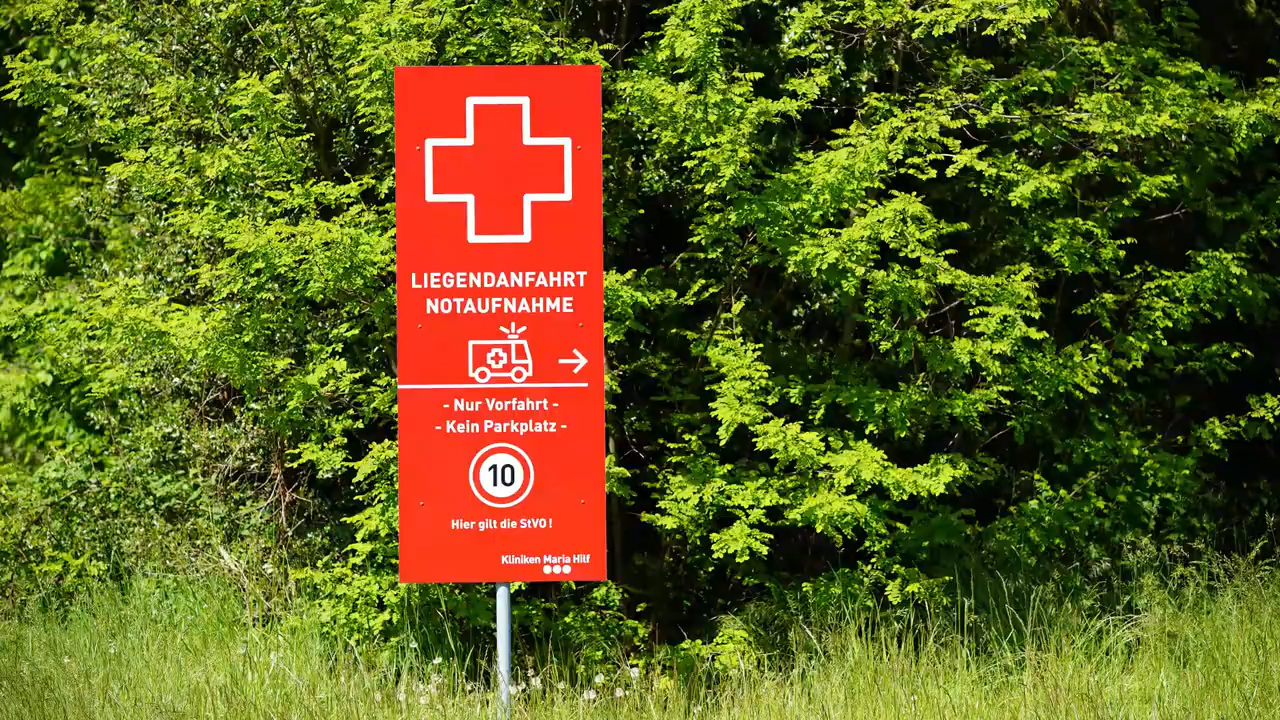 LIEGENDANFAHRT
NOTAUFNAHME
- Nur Vorfahrt -
- Kein Parkplatz -
10
Hier gilt die StVO !
Kliniken Maria Hilf